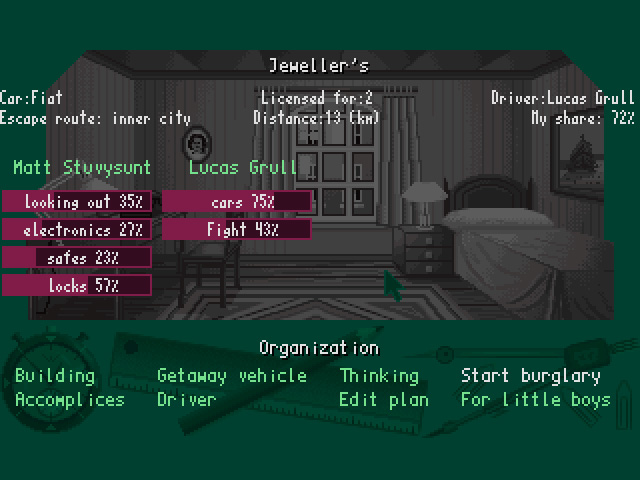 Jeweller's
Car:Fiat Licensed for:2 Driver:Lucas Grull
Escape route: inner city Distance:13 (km) My share: 72%
Matt Stuvysunt Lucas Grull
looking out 35% cars 75%
electronics 27% Fight 43%
safes 23%
locks 57%
Organization
Building Getaway vehicle Thinking Start burglary
Accomplices Driver Edit plan For little boys